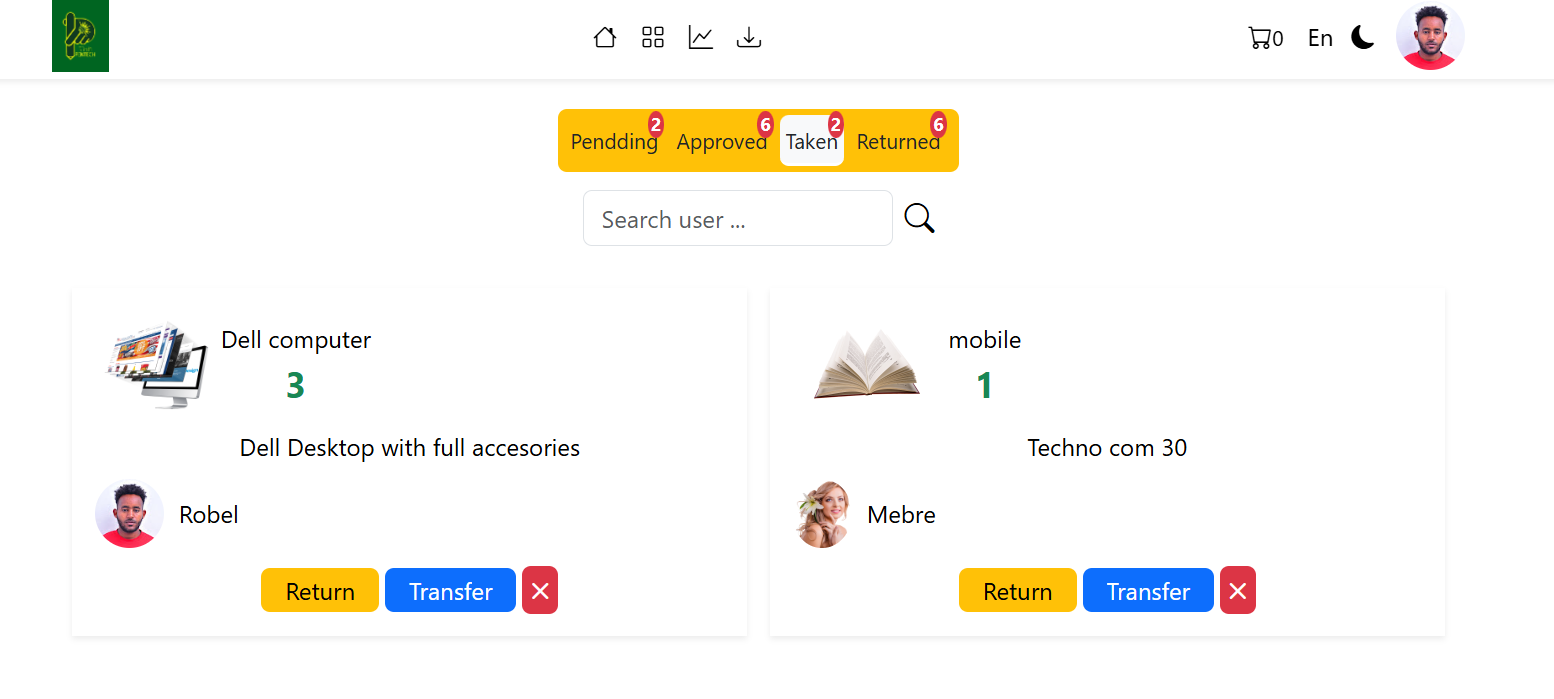 0 En
2 6 2 6
Pendding Approved Taken Returned
Search user ...
Dell computer
3
Dell Desktop with full accesories
Robel
Return Transfer
mobile
1
Techno com 30
Mebre
Return Transfer